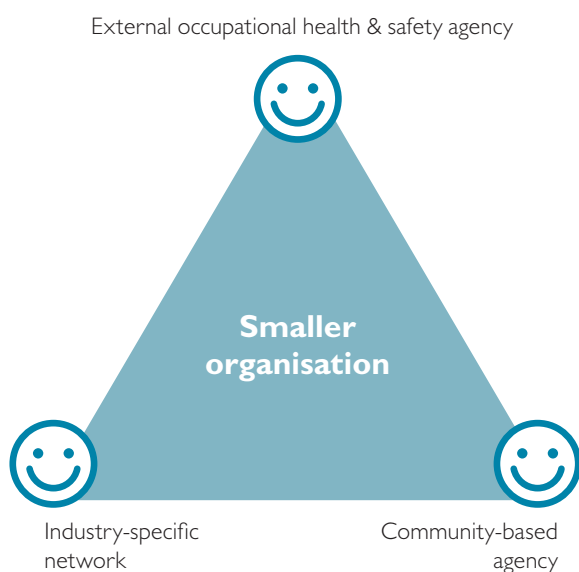 External occupational health & safety agency
Smaller
organisation
Industry-specific
network
Community-based
agency